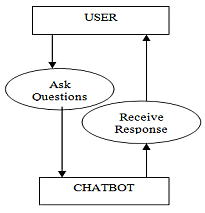 USER
Ask
Questions
Receive
Response
CHATBOT